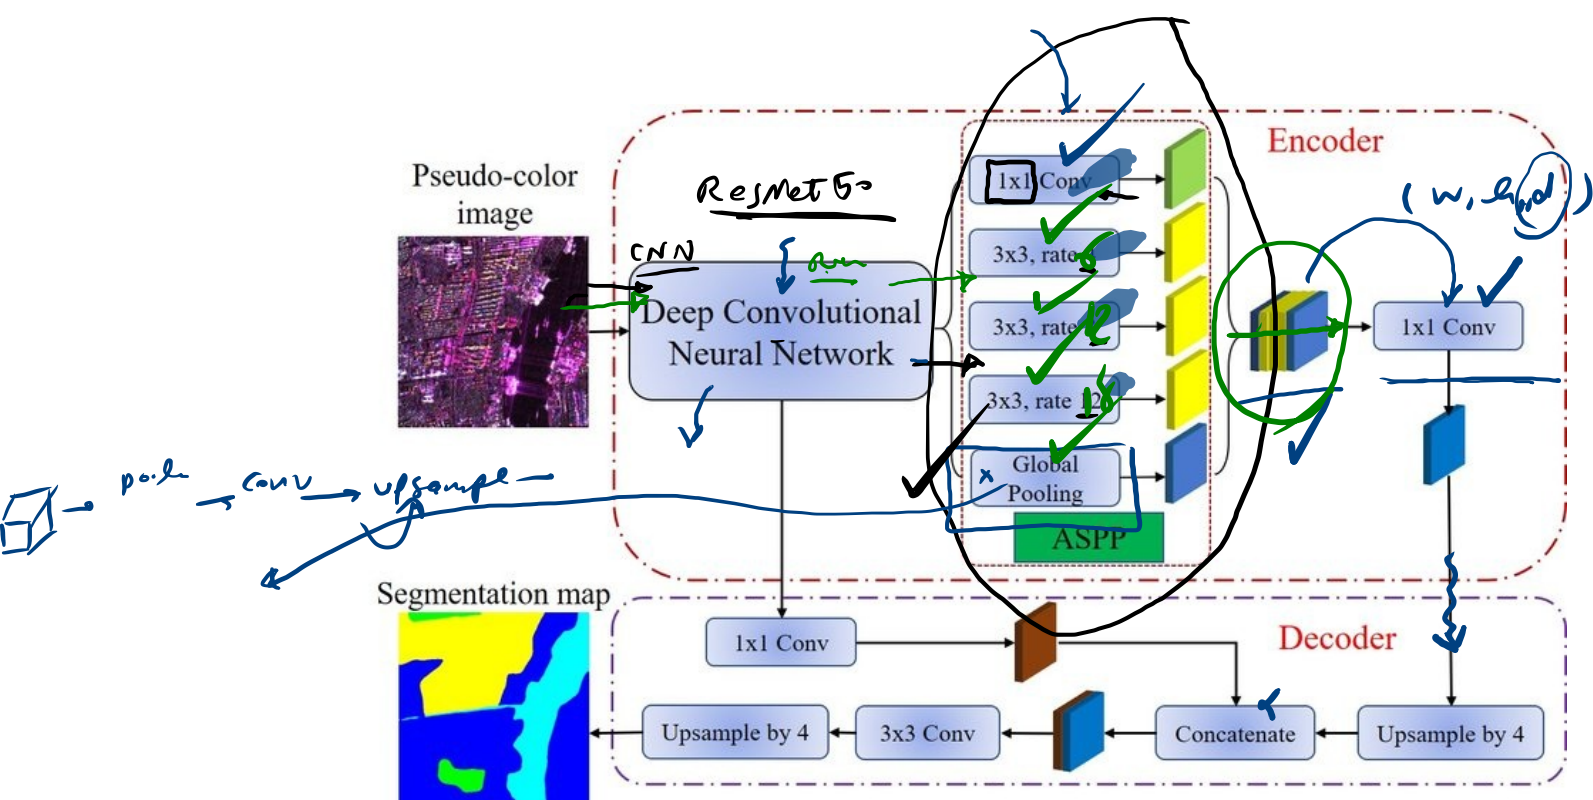 Encoder
Pseudo-color
image
ResNet50
CNN
Deep Convolutional
Neural Network
1x1 Conv
3x3, rate 6
3x3, rate 12
3x3, rate 18
Global
Pooling
ASPP
1x1 Conv
conv
upsample
Segmentation map
Decoder
1x1 Conv
Upsample by 4
3x3 Conv
Concatenate
Upsample by 4